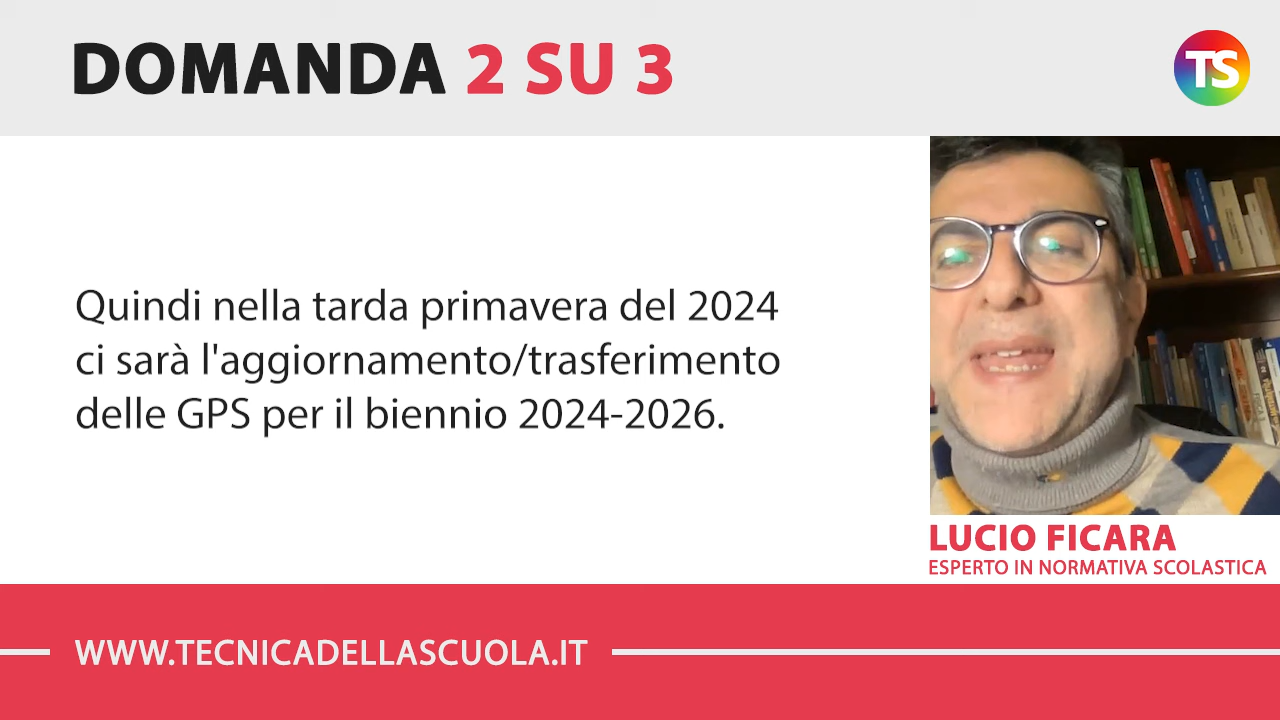 DOMANDA 2 SU 3
TS
Quindi nella tarda primavera del 2024
ci sarà l'aggiornamento/trasferimento
delle GPS per il biennio 2024-2026.
LUCIO FICARA
ESPERTO IN NORMATIVA SCOLASTICA
WWW.TECNICADELLASCUOLA.IT